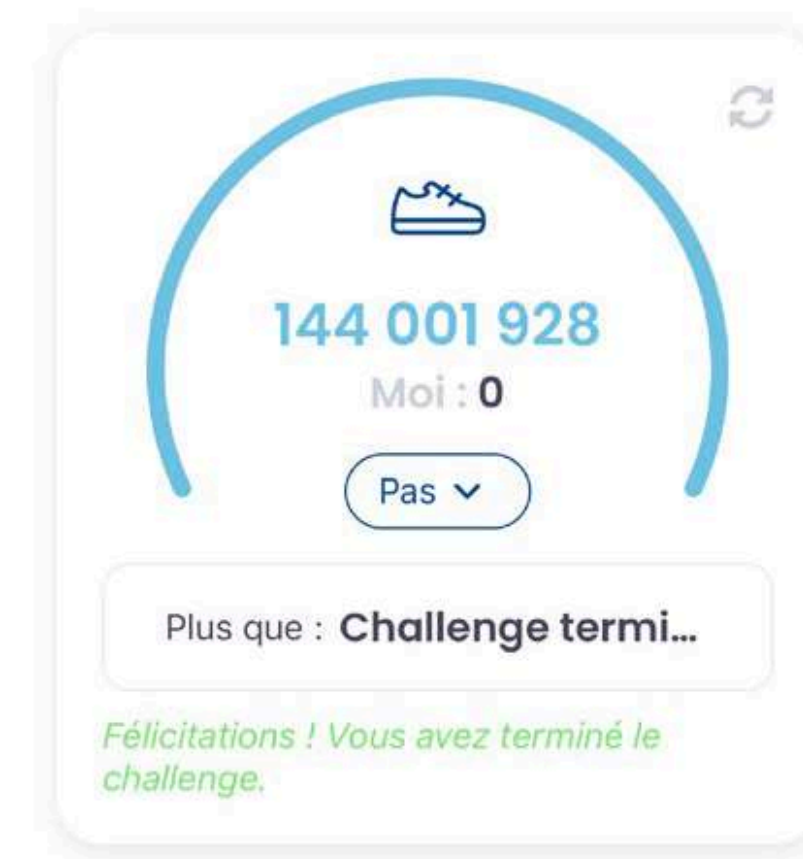 144 001 928
Moi : 0
Pas
Plus que : Challenge termi...
Félicitations ! Vous avez terminé le
challenge.